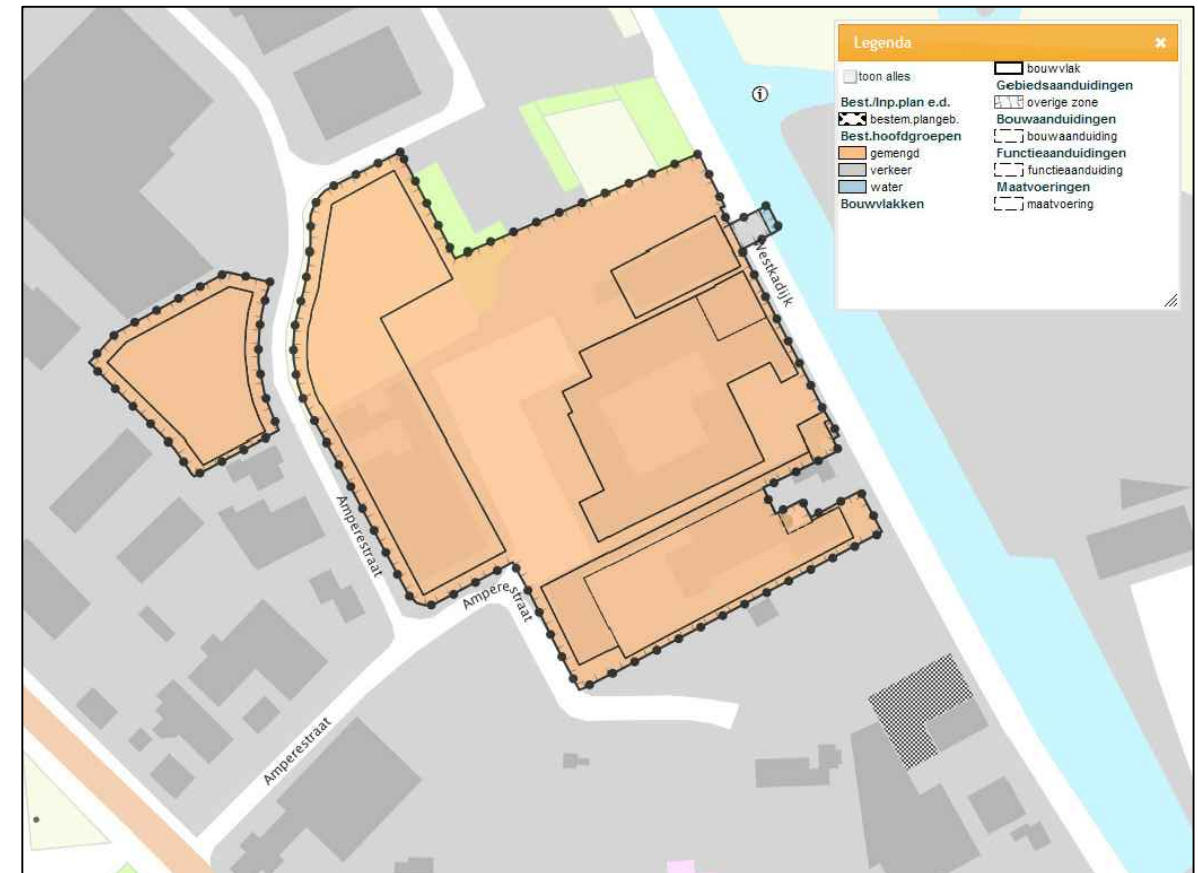 Legenda
toon alles
Best./Inp.plan e.d.
bestem.plangeb.
Best.hoofdgroepen
gemengd
verkeer
water
Bouwvlakken
bouwvlak
Gebiedsaanduidingen
overige zone
Bouwaanduidingen
bouwaanduiding
Functieaanduidingen
functieaanduiding
Maatvoeringen
maatvoering
Westkadijk
Amperestraat
Amperestraat
Amperestraat